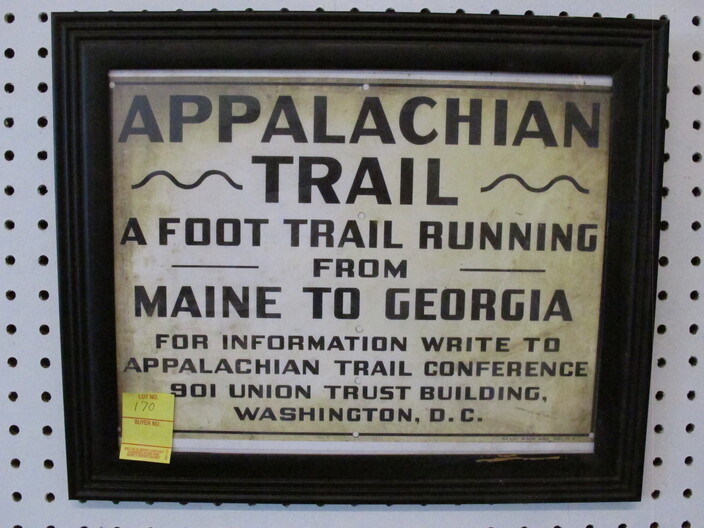 APPALACHIAN
TRAIL
A FOOT TRAIL RUNNING
FROM
MAINE TO GEORGIA
FOR INFORMATION WRITE TO
APPALACHIAN TRAIL CONFERENCE
901 UNION TRUST BUILDING,
WASHINGTON, D.C.
LOT NO.
170
BUYER NO.